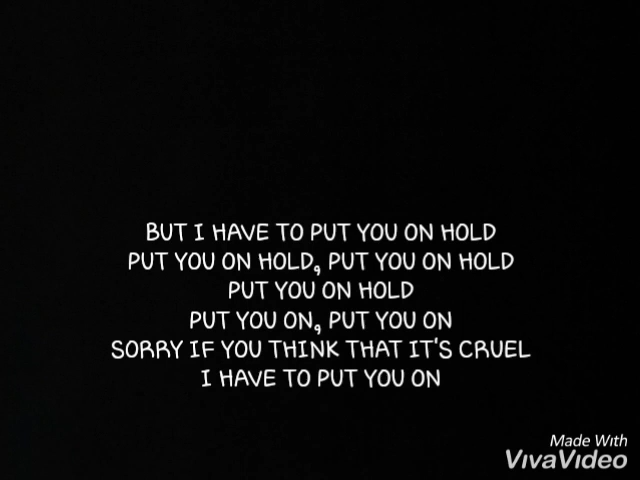 BUT I HAVE TO PUT YOU ON HOLD
PUT YOU ON HOLD, PUT YOU ON HOLD
PUT YOU ON HOLD
PUT YOU ON, PUT YOU ON
SORRY IF YOU THINK THAT IT'S CRUEL
I HAVE TO PUT YOU ON
Made With
VivaVideo